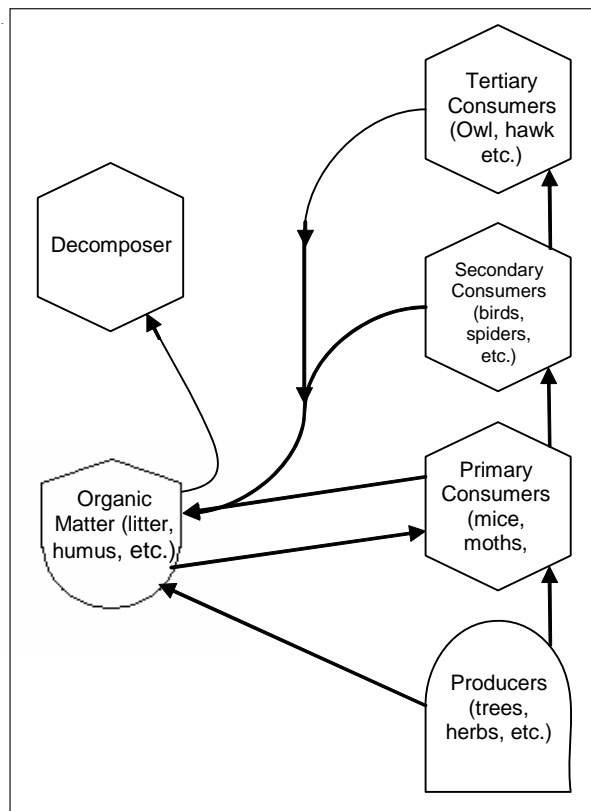 Tertiary
Consumers
(Owl, hawk
etc.)
Decomposer
Secondary
Consumers
(birds,
spiders,
etc.)
Primary
Consumers
(mice,
moths,
Organic
Matter (litter,
humus, etc.)
Producers
(trees,
herbs, etc.)